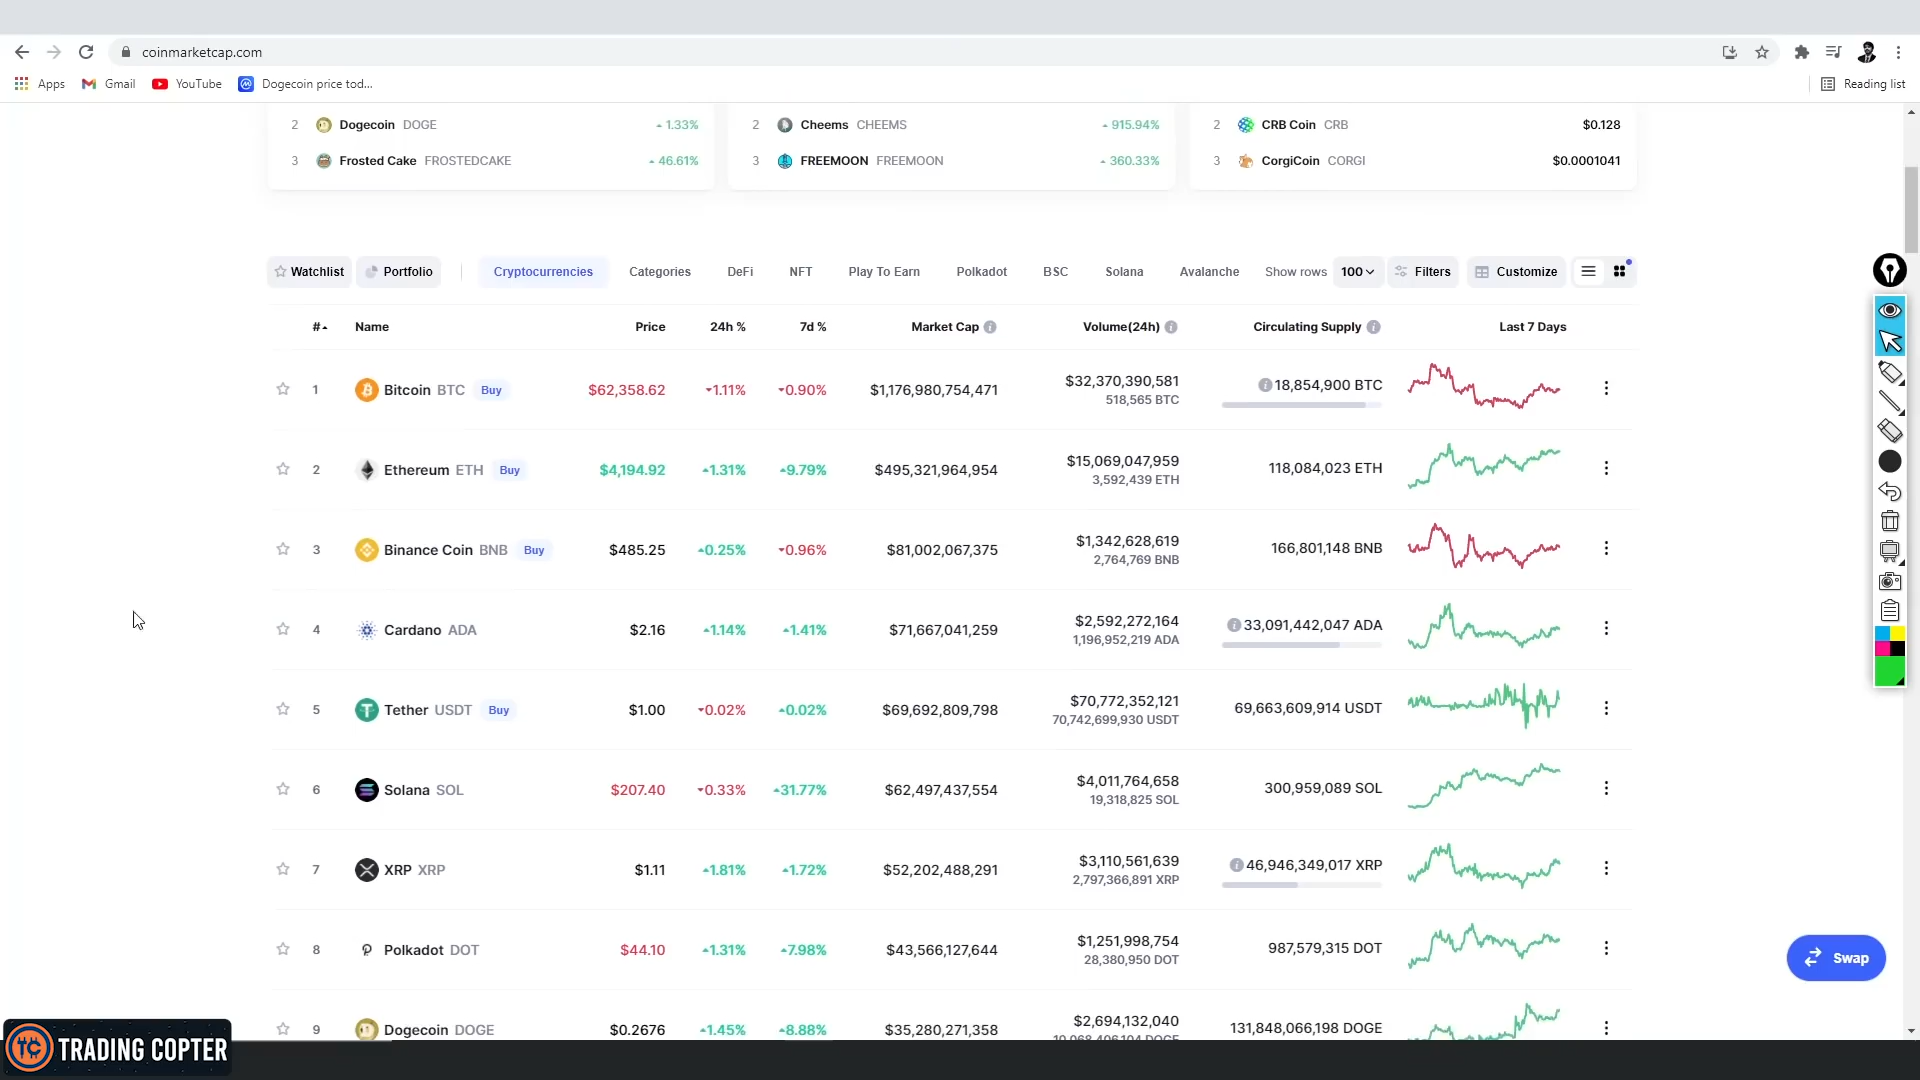 coinmarketcap.com
Apps Gmail YouTube Dogecoin price tod... Reading list
2 Dogecoin DOGE 1.33% 2 Cheems CHEEMS 915.94% 2 CRB Coin CRB $0.128
3 Frosted Cake FROSTEDCAKE 46.61% 3 FREEMOON FREEMOON 360.33% 3 CorgiCoin CORGI $0.0001041
Watchlist Portfolio Cryptocurrencies Categories DeFi NFT Play To Earn Polkadot BSC Solana Avalanche Show rows 100 Filters Customize
# Name Price 24h % 7d % Market Cap Volume(24h) Circulating Supply Last 7 Days
1 Bitcoin BTC Buy $62,358.62 1.11% 0.90% $1,176,980,754,471 $32,370,390,581 18,854,900 BTC
518,565 BTC
2 Ethereum ETH Buy $4,194.92 1.31% 9.79% $495,321,964,954 $15,069,047,959 118,084,023 ETH
3,592,439 ETH
3 Binance Coin BNB Buy $485.25 0.25% 0.96% $81,002,067,375 $1,342,628,619 166,801,148 BNB
2,764,769 BNB
4 Cardano ADA $2.16 1.14% 1.41% $71,667,041,259 $2,592,272,164 33,091,442,047 ADA
1,196,952,219 ADA
5 Tether USDT Buy $1.00 0.02% 0.02% $69,692,809,798 $70,772,352,121 69,663,609,914 USDT
70,742,699,930 USDT
6 Solana SOL $207.40 0.33% 31.77% $62,497,437,554 $4,011,764,658 300,959,089 SOL
19,318,825 SOL
7 XRP XRP $1.11 1.81% 1.72% $52,202,488,291 $3,110,561,639 46,946,349,017 XRP
2,797,366,891 XRP
8 Polkadot DOT $44.10 1.31% 7.98% $43,566,127,644 $1,251,998,754 987,579,315 DOT
28,380,950 DOT
Swap
9 Dogecoin DOGE $0.2676 1.45% 8.88% $35,280,271,358 $2,694,132,040 131,848,066,198 DOGE
TC TRADING COPTER